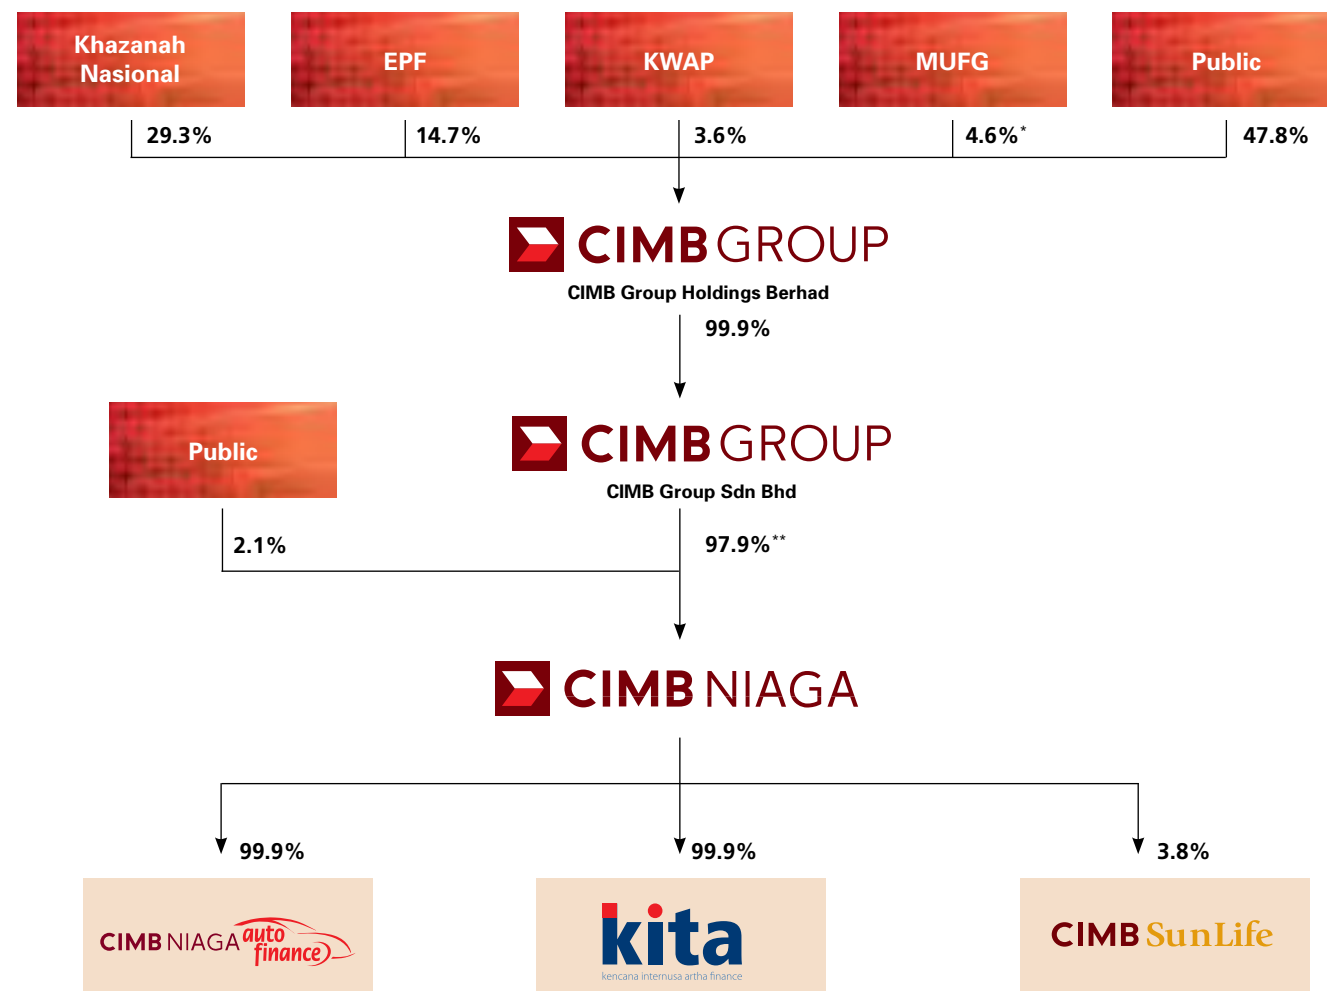 Khazanah
Nasional
EPF
KWAP
MUFG
Public
29.3%
14.7%
3.6%
4.6%*
47.8%
CIMB GROUP
CIMB Group Holdings Berhad
99.9%
Public
CIMB GROUP
CIMB Group Sdn Bhd
2.1%
97.9%**
CIMB NIAGA
99.9%
99.9%
3.8%
CIMB NIAGA auto
finance
kita
kencana internusa artha finance
CIMB Sun Life